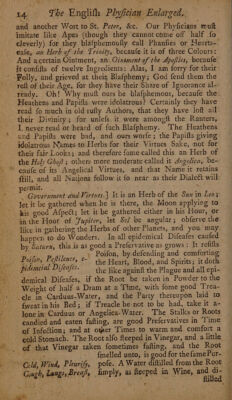 14 The English Physician Enlarged.
and another Wort to St. Peter, &c. Our Physicians must
imitate like Apes (though they cannot come off half so
cleverly) for they blasphemously call Phansies or Hearts-
ease, an Herb of the Trinity, because it is of three Colours:
And a certain Ointment, an Ointment of the Apostles, because
it consists of twelve Ingredients: Alas, I am sorry for their
Folly, and grieved at their Blasphemy; God send them the
rest of their Age, for they have their Share of Ignorance al-
ready. Oh! Why must ours be blasphemous, because the
Heathens and Papists were idolatrous? Certainly they have
read so much in old rusty Authors, that they have lost all
their Divinity; for unless it were amongst the Ranters,
I never read or heard of such Blasphemy. The Heathens
and Papists were bad, and ours worse; the Papists giving
idolatrous Names to Herbs for their Virtues Sake, not for
their fair Looks; and therefore some called this an Herb of
the Holy Ghost; others more moderate called it Angelica, be-
cause of its Angelical Virtues, and that Name it retains
still, and all Nations follow it so near as their Dialect will
permit.
Government and Virtues.] It is an Herb of the Sun in Leo;
let it be gathered when he is there, the Moon applying to
his good Aspect; let it be gathered either in his Hour, or
in the Hour of Jupiter, let Sol be angular; observe the
like in gathering the Herbs of other Planets, and you may
happen to do Wonders. In all epidemical Diseases caused
by Saturn, this is as good a Preservative as grows: It resists
Poison, by defending and comforting
Poison, Pestilence, e-
the Heart, Blood, and Spirits; it doth
pidemical Diseases.
the like against the Plague and all epi-
demical Diseases, if the Root be taken in Powder to the
Weight of half a Dram at a Time, with some good Trea-
cle in Carduus-Water, and the Party thereupon laid to
sweat in his Bed; if Treacle be not to be had, take it a-
lone in Carduus or Angelica-Water. The Stalks or Roots
candied and eaten fasting, are good Preservatives in Time
of Infection; and at other Times to warm and comfort a
cold Stomach. The Root also steeped in Vinegar, and a little
of that Vinegar taken sometimes fasting, and the Root
smelled unto, is good for the same Pur-
Cold, Wind, Pleurisy,
pose. A Water distilled from the Root
Cough, Lungs, Breast,
simply, as steeped in Wine, and di-
stilled